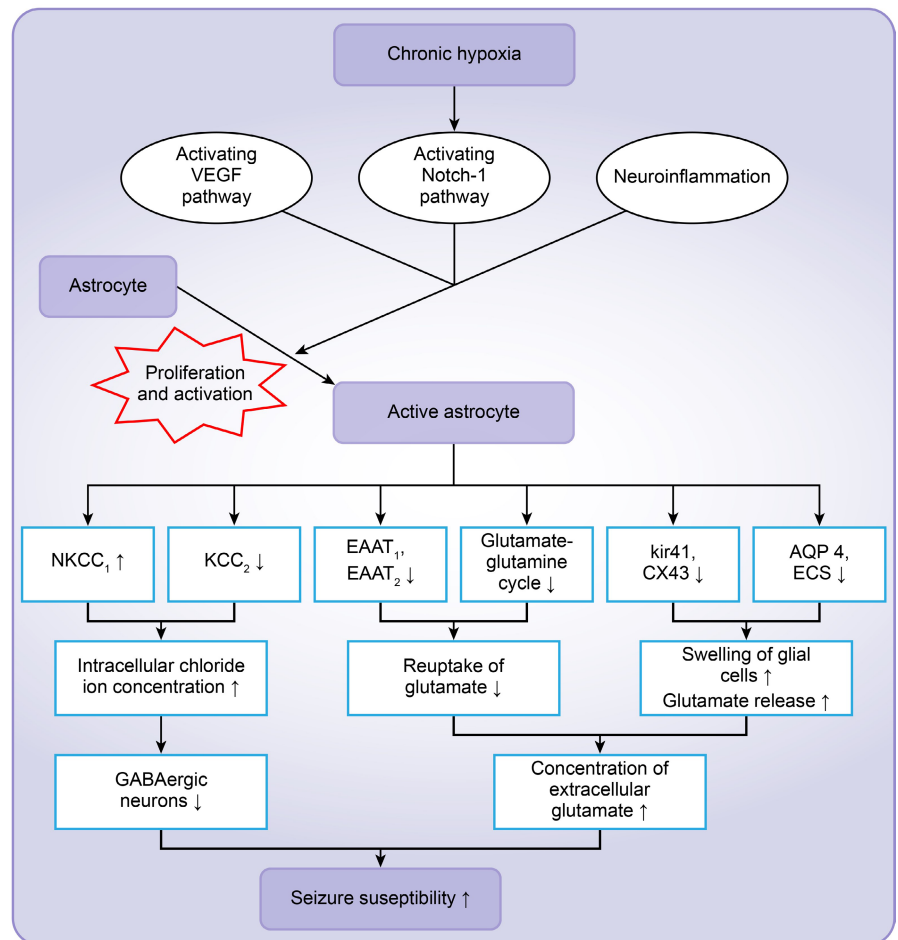 Chronic hypoxia
Activating
VEGF
pathway
Activating
Notch-1
pathway
Neuroinflammation
Astrocyte
Proliferation
and activation
Active astrocyte
NKCC₁ ↑
KCC₂ ↓
EAAT₁,
EAAT₂ ↓
Glutamate-
glutamine
cycle ↓
kir41,
CX43 ↓
AQP 4,
ECS ↓
Intracellular chloride
ion concentration ↑
Reuptake of
glutamate ↓
Swelling of glial
cells ↑
Glutamate release ↑
GABAergic
neurons ↓
Concentration of
extracellular
glutamate ↑
Seizure suseptibility ↑